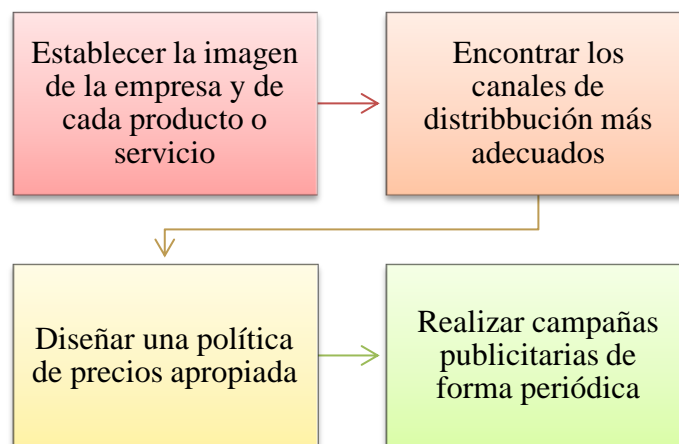 Establecer la imagen
de la empresa y de
cada producto o
servicio
Encontrar los
canales de
distribbución más
adecuados
Diseñar una política
de precios apropiada
Realizar campañas
publicitarias de
forma periódica